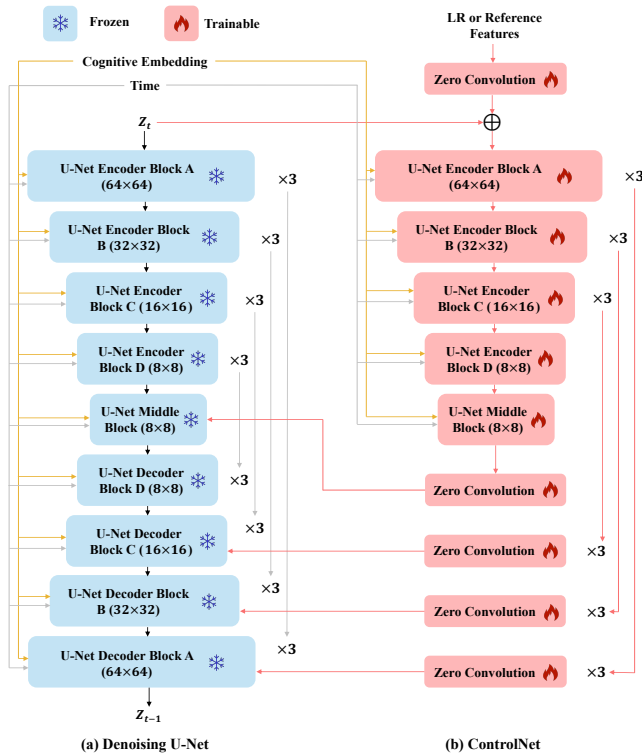 Frozen
Trainable
LR or Reference
Features
Cognitive Embedding
Time
Zero Convolution
Z_t
U-Net Encoder Block A
(64×64)
×3
U-Net Encoder Block A
(64×64)
×3
U-Net Encoder Block
B (32×32)
×3
U-Net Encoder Block
B (32×32)
×3
U-Net Encoder
Block C (16×16)
×3
U-Net Encoder
Block C (16×16)
×3
U-Net Encoder
Block D (8×8)
×3
U-Net Encoder
Block D (8×8)
U-Net Middle
Block (8×8)
U-Net Middle
Block (8×8)
U-Net Decoder
Block D (8×8)
×3
Zero Convolution
U-Net Decoder
Block C (16×16)
×3
Zero Convolution
×3
U-Net Decoder Block
B (32×32)
×3
Zero Convolution
×3
U-Net Decoder Block A
(64×64)
×3
Zero Convolution
×3
Z_{t−1}
(a) Denoising U-Net
(b) ControlNet